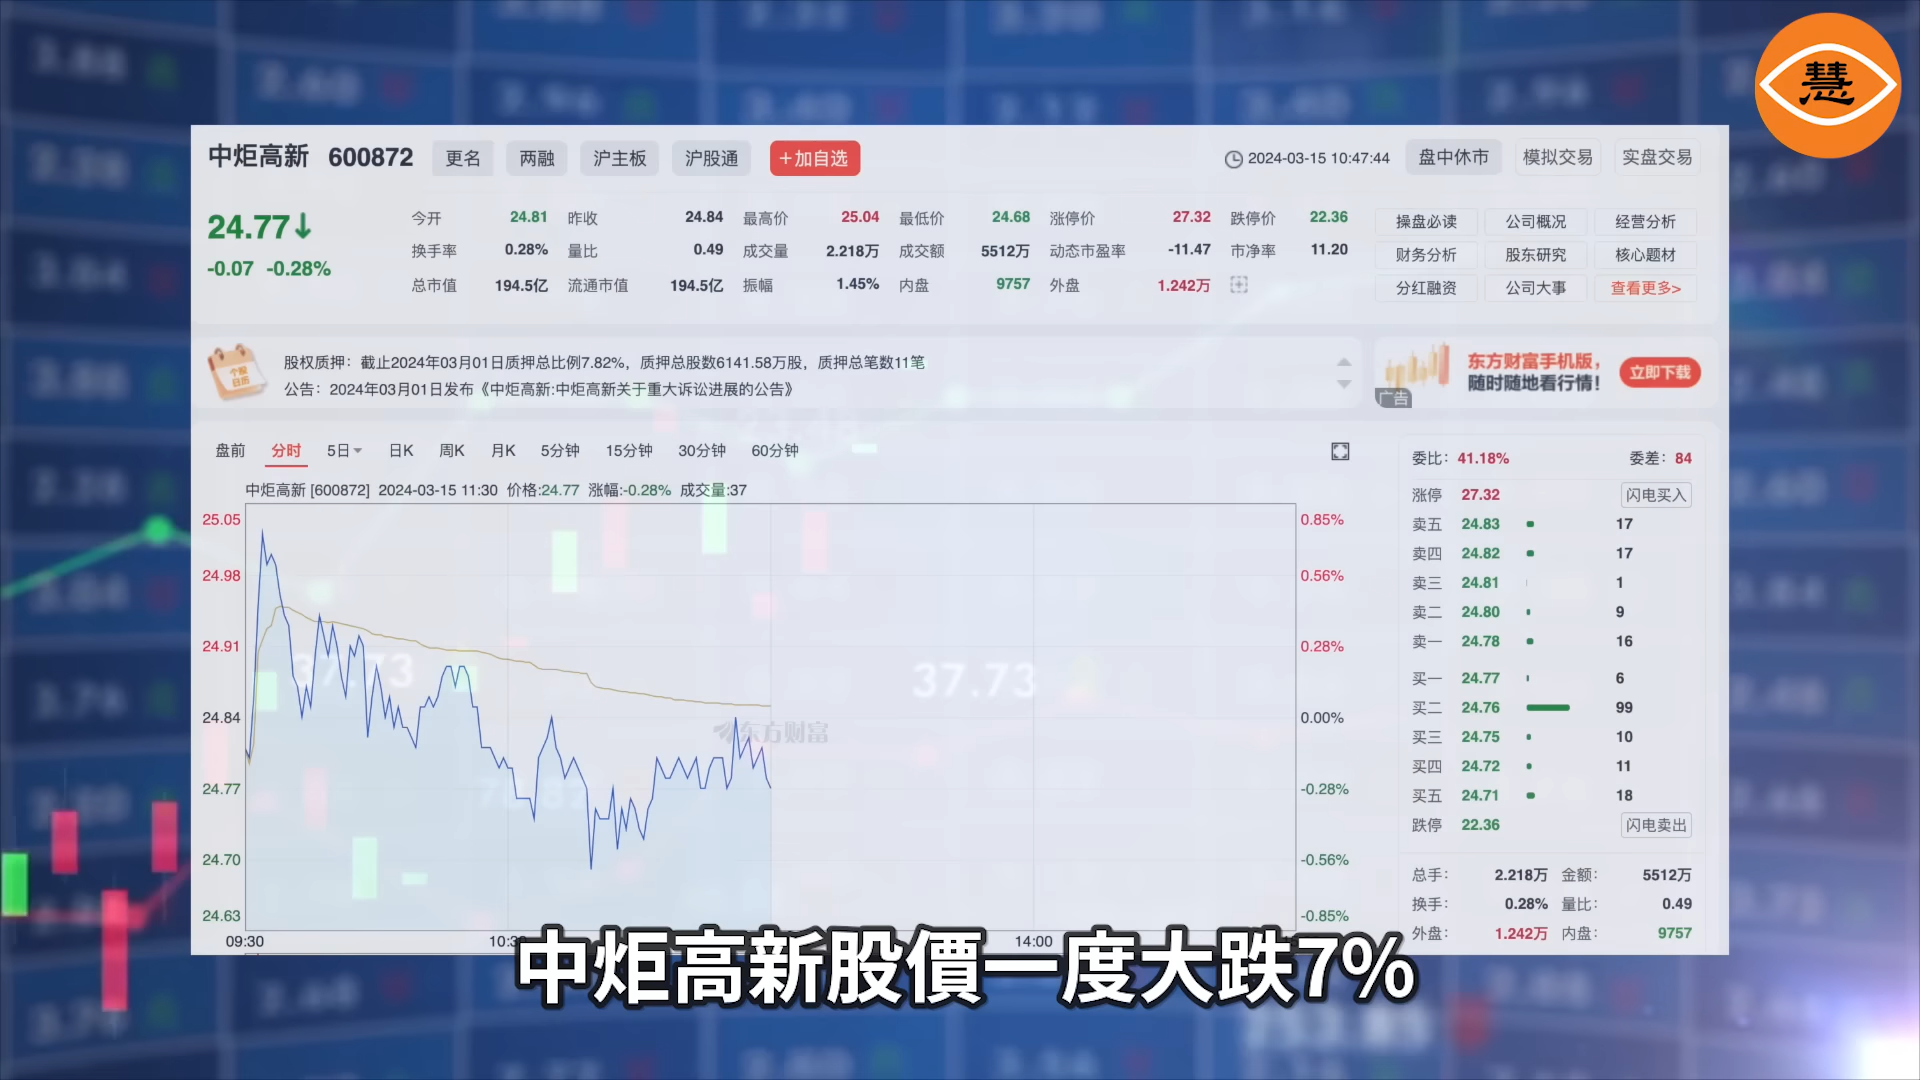 慧
中炬高新 600872 更名 两融 沪主板 沪股通 +加自选 2024-03-15 10:47:44 盘中休市 模拟交易 实盘交易
24.77↓
-0.07 -0.28%
今开 24.81 昨收 24.84 最高价 25.04 最低价 24.68 涨停价 27.32 跌停价 22.36
换手率 0.28% 量比 0.49 成交量 2.218万 成交额 5512万 动态市盈率 -11.47 市净率 11.20
总市值 194.5亿 流通市值 194.5亿 振幅 1.45% 内盘 9757 外盘 1.242万
操盘必读 公司概况 经营分析
财务分析 股东研究 核心题材
分红融资 公司大事 查看更多>
个股
日历
股权质押：截止2024年03月01日质押总比例7.82%，质押总股数6141.58万股，质押总笔数11笔
公告：2024年03月01日发布《中炬高新:中炬高新关于重大诉讼进展的公告》
广告
东方财富手机版，
随时随地看行情！
立即下载
盘前 分时 5日 日K 周K 月K 5分钟 15分钟 30分钟 60分钟
中炬高新 [600872] 2024-03-15 11:30 价格:24.77 涨幅:-0.28% 成交量:37
25.05 0.85%
24.98 0.56%
24.91 0.28%
24.84 0.00%
24.77 -0.28%
24.70 -0.56%
24.63 -0.85%
37.73 37.73
东方财富
09:30 10:30 14:00
委比：41.18% 委差：84
涨停 27.32 闪电买入
卖五 24.83 17
卖四 24.82 17
卖三 24.81 1
卖二 24.80 9
卖一 24.78 16
买一 24.77 6
买二 24.76 99
买三 24.75 10
买四 24.72 11
买五 24.71 18
跌停 22.36 闪电卖出
总手： 2.218万 金额： 5512万
换手： 0.28% 量比： 0.49
外盘： 1.242万 内盘： 9757
中炬高新股價一度大跌7%